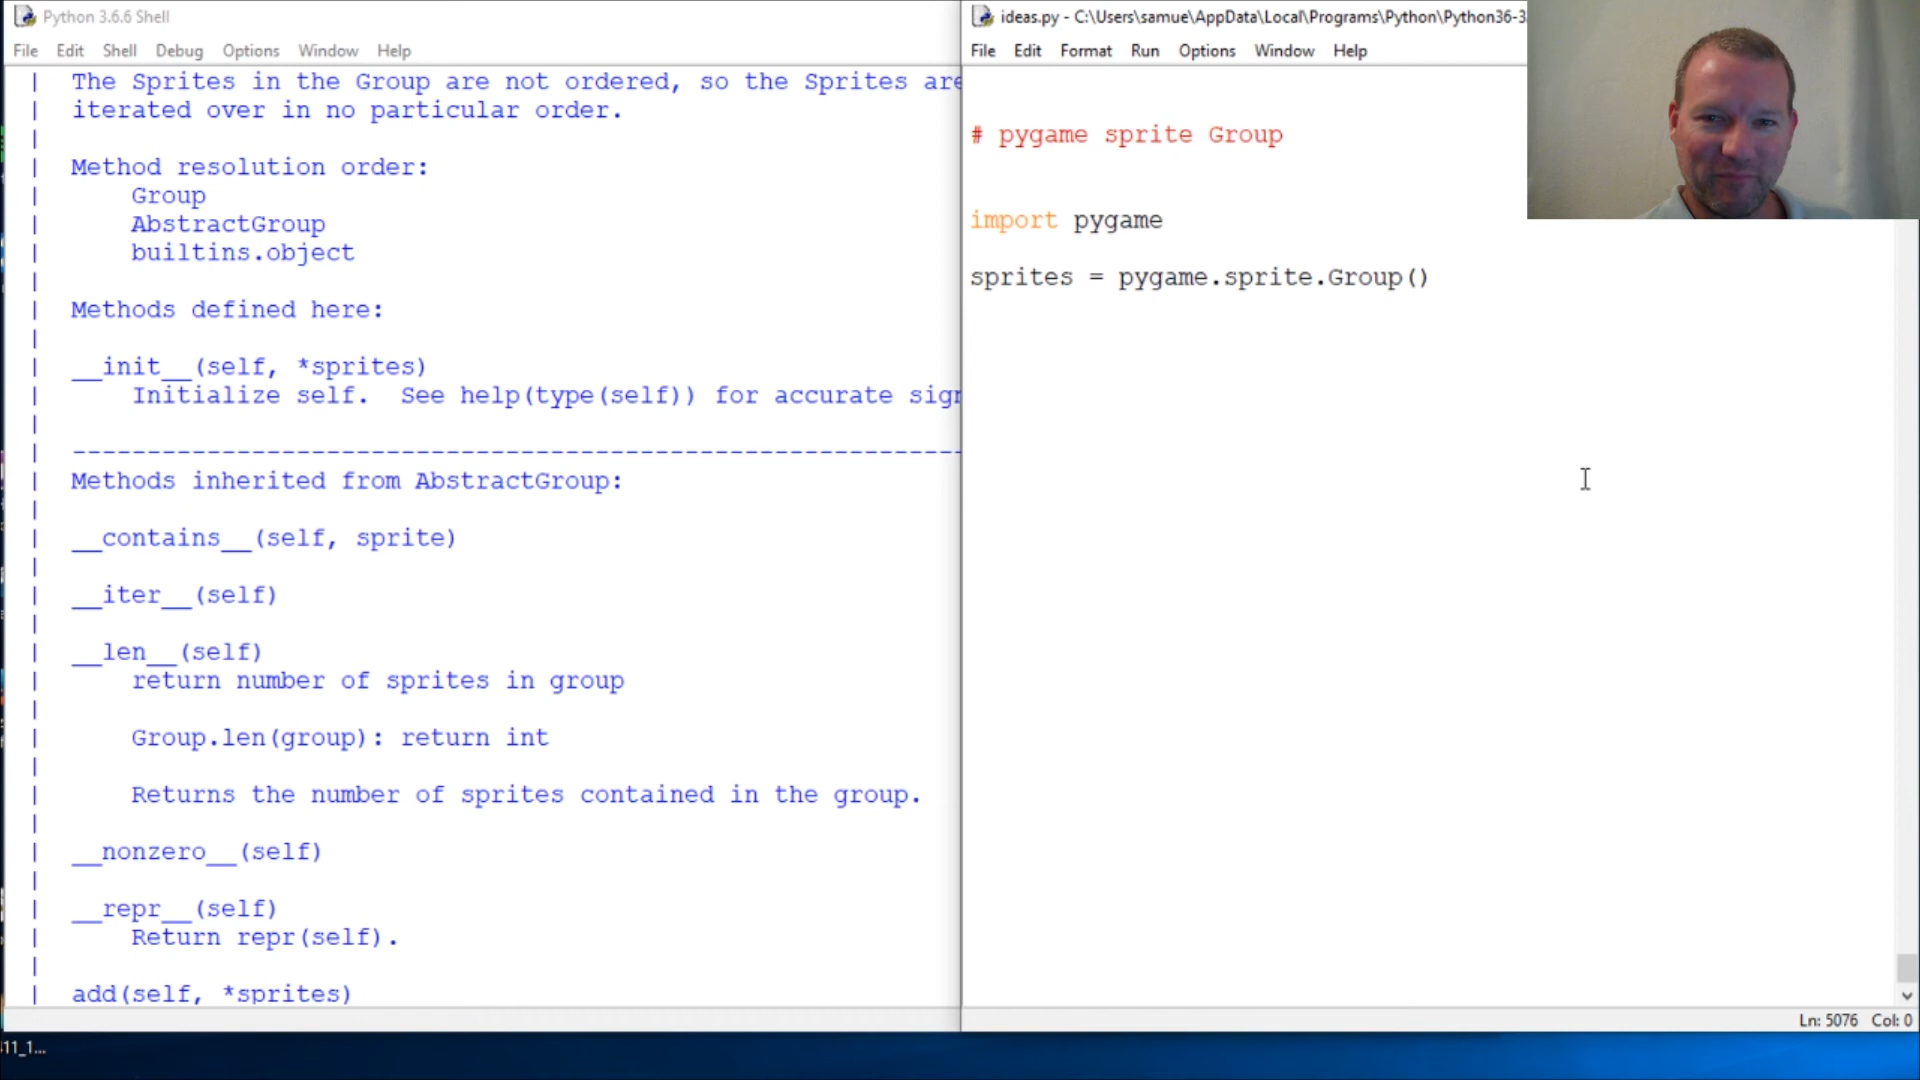 Python 3.6.6 Shell
File Edit Shell Debug Options Window Help
| The Sprites in the Group are not ordered, so the Sprites are
| iterated over in no particular order.
|
| Method resolution order:
|     Group
|     AbstractGroup
|     builtins.object
|
| Methods defined here:
|
| __init__(self, *sprites)
|     Initialize self.  See help(type(self)) for accurate sign
|
| ------------------------------------------------------------
| Methods inherited from AbstractGroup:
|
| __contains__(self, sprite)
|
| __iter__(self)
|
| __len__(self)
|     return number of sprites in group
|
|     Group.len(group): return int
|
|     Returns the number of sprites contained in the group.
|
| __nonzero__(self)
|
| __repr__(self)
|     Return repr(self).
|
| add(self, *sprites)
11_1...
ideas.py - C:\Users\samue\AppData\Local\Programs\Python\Python36-3
File Edit Format Run Options Window Help
# pygame sprite Group
import pygame
sprites = pygame.sprite.Group()
Ln: 5076 Col: 0